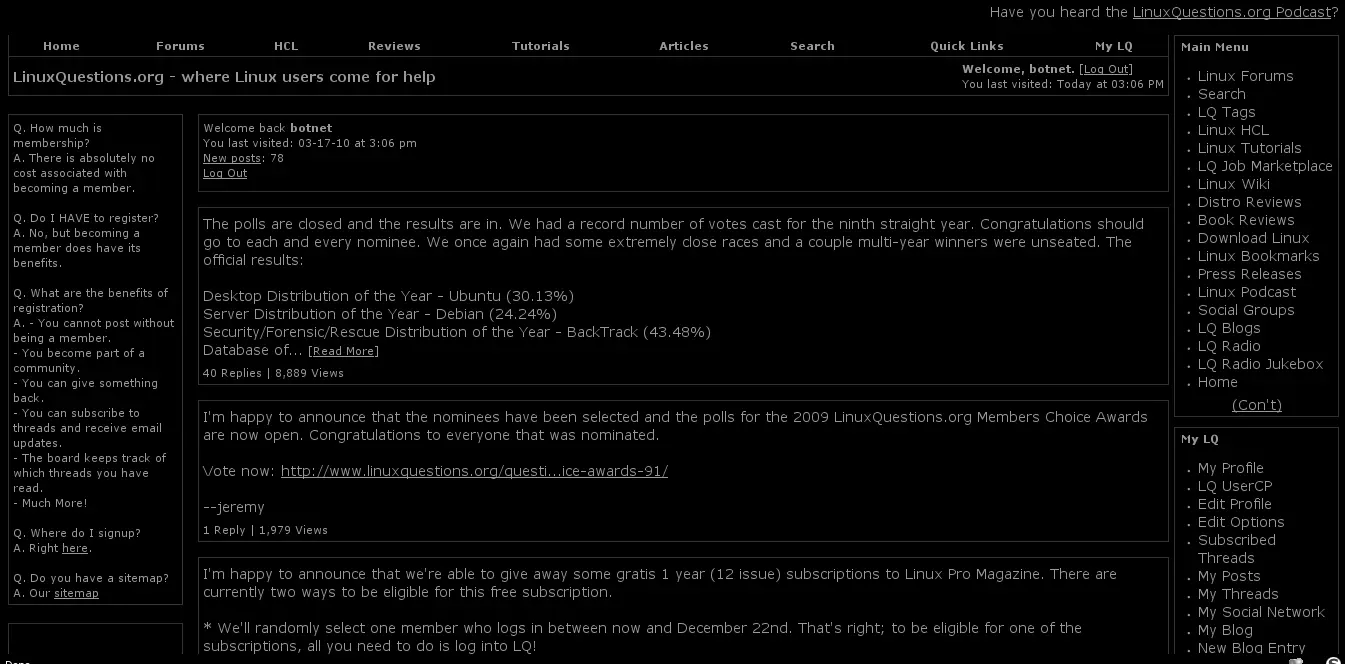 Have you heard the LinuxQuestions.org Podcast?
Home Forums HCL Reviews Tutorials Articles Search Quick Links My LQ
LinuxQuestions.org - where Linux users come for help
Welcome, botnet. [Log Out]
You last visited: Today at 03:06 PM
Q. How much is
membership?
A. There is absolutely no
cost associated with
becoming a member.
Q. Do I HAVE to register?
A. No, but becoming a
member does have its
benefits.
Q. What are the benefits of
registration?
A. - You cannot post without
being a member.
- You become part of a
community.
- You can give something
back.
- You can subscribe to
threads and receive email
updates.
- The board keeps track of
which threads you have
read.
- Much More!
Q. Where do I signup?
A. Right here.
Q. Do you have a sitemap?
A. Our sitemap
Welcome back botnet
You last visited: 03-17-10 at 3:06 pm
New posts: 78
Log Out
The polls are closed and the results are in. We had a record number of votes cast for the ninth straight year. Congratulations should
go to each and every nominee. We once again had some extremely close races and a couple multi-year winners were unseated. The
official results:
Desktop Distribution of the Year - Ubuntu (30.13%)
Server Distribution of the Year - Debian (24.24%)
Security/Forensic/Rescue Distribution of the Year - BackTrack (43.48%)
Database of... [Read More]
40 Replies | 8,889 Views
I'm happy to announce that the nominees have been selected and the polls for the 2009 LinuxQuestions.org Members Choice Awards
are now open. Congratulations to everyone that was nominated.
Vote now: http://www.linuxquestions.org/questi...ice-awards-91/
--jeremy
1 Reply | 1,979 Views
I'm happy to announce that we're able to give away some gratis 1 year (12 issue) subscriptions to Linux Pro Magazine. There are
currently two ways to be eligible for this free subscription.
* We'll randomly select one member who logs in between now and December 22nd. That's right; to be eligible for one of the
subscriptions, all you need to do is log into LQ!
Main Menu
Linux Forums
Search
LQ Tags
Linux HCL
Linux Tutorials
LQ Job Marketplace
Linux Wiki
Distro Reviews
Book Reviews
Download Linux
Linux Bookmarks
Press Releases
Linux Podcast
Social Groups
LQ Blogs
LQ Radio
LQ Radio Jukebox
Home
(Con't)
My LQ
My Profile
LQ UserCP
Edit Profile
Edit Options
Subscribed
Threads
My Posts
My Threads
My Social Network
My Blog
New Blog Entry